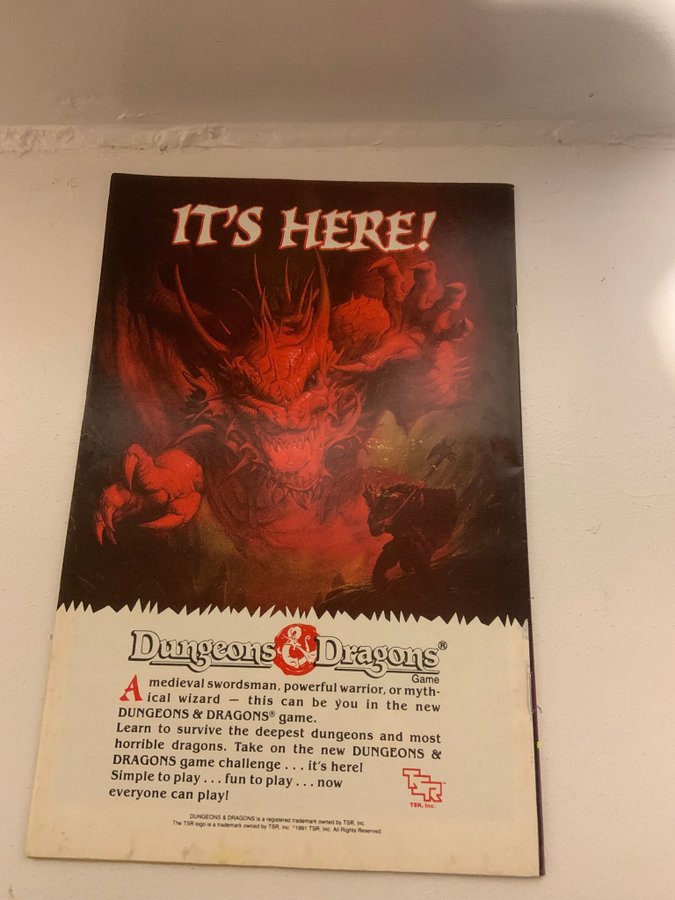 IT'S HERE!
DUNGEONS & DRAGONS®
Game
A medieval swordsman, powerful warrior, or myth-
ical wizard — this can be you in the new
DUNGEONS & DRAGONS® game.
Learn to survive the deepest dungeons and most
horrible dragons. Take on the new DUNGEONS &
DRAGONS game challenge . . . it's here!
Simple to play . . . fun to play . . . now
everyone can play!
TSR
TSR, Inc.
DUNGEONS & DRAGONS is a registered trademark owned by TSR, Inc.
The TSR logo is a trademark owned by TSR, Inc. ©1991 TSR, Inc. All Rights Reserved.